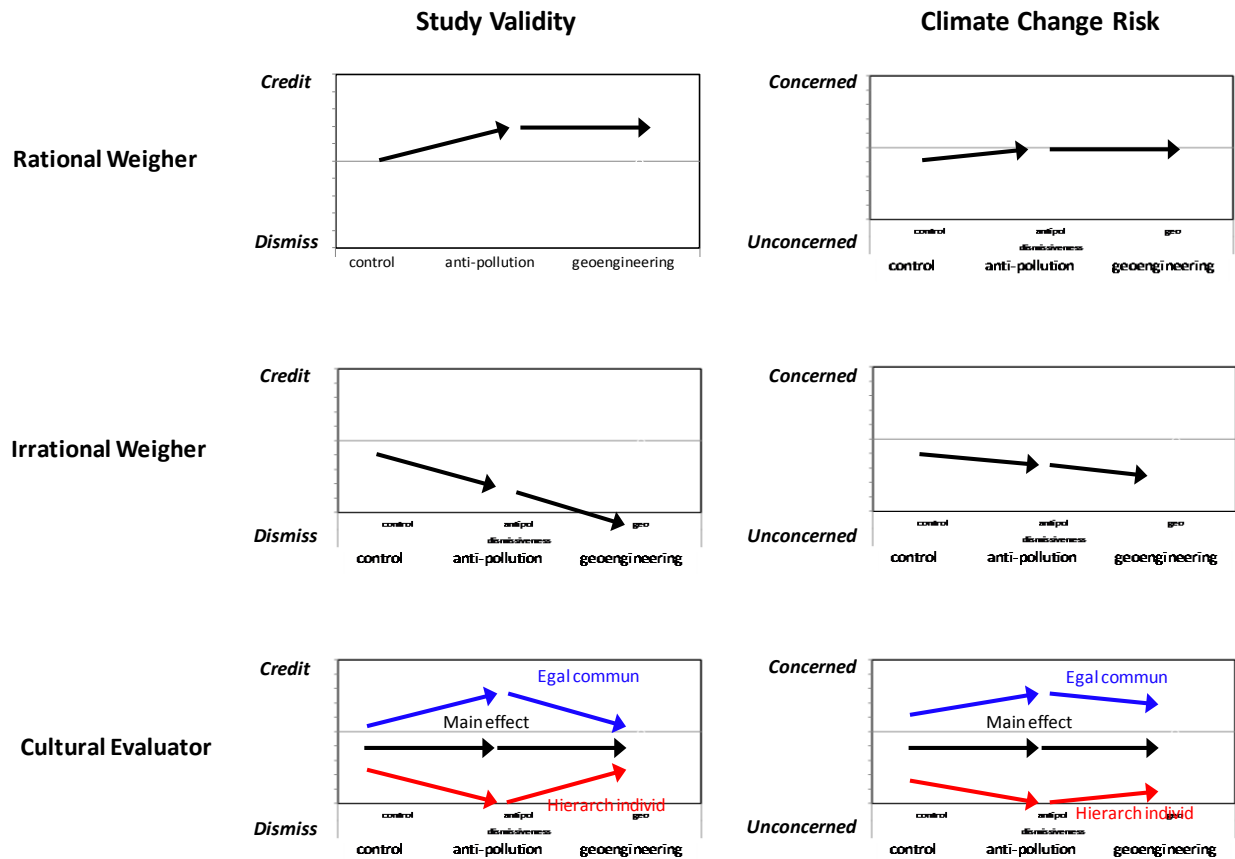 Study Validity
Climate Change Risk
Rational Weigher
Credit
Dismiss
control anti-pollution geoengineering
Concerned
Unconcerned
control antipol geo
dismissiveness
control anti-pollution geoengineering
Irrational Weigher
Credit
Dismiss
control antipol geo
dismissiveness
control anti-pollution geoengineering
Concerned
Unconcerned
control antipol geo
dismissiveness
control anti-pollution geoengineering
Cultural Evaluator
Credit
Egal commun
Main effect
Hierarch individ
Dismiss
control antipol geo
dismissiveness
control anti-pollution geoengineering
Concerned
Egal commun
Main effect
Hierarch individ
Unconcerned
control antipol
dismissiveness
control anti-pollution geoengineering